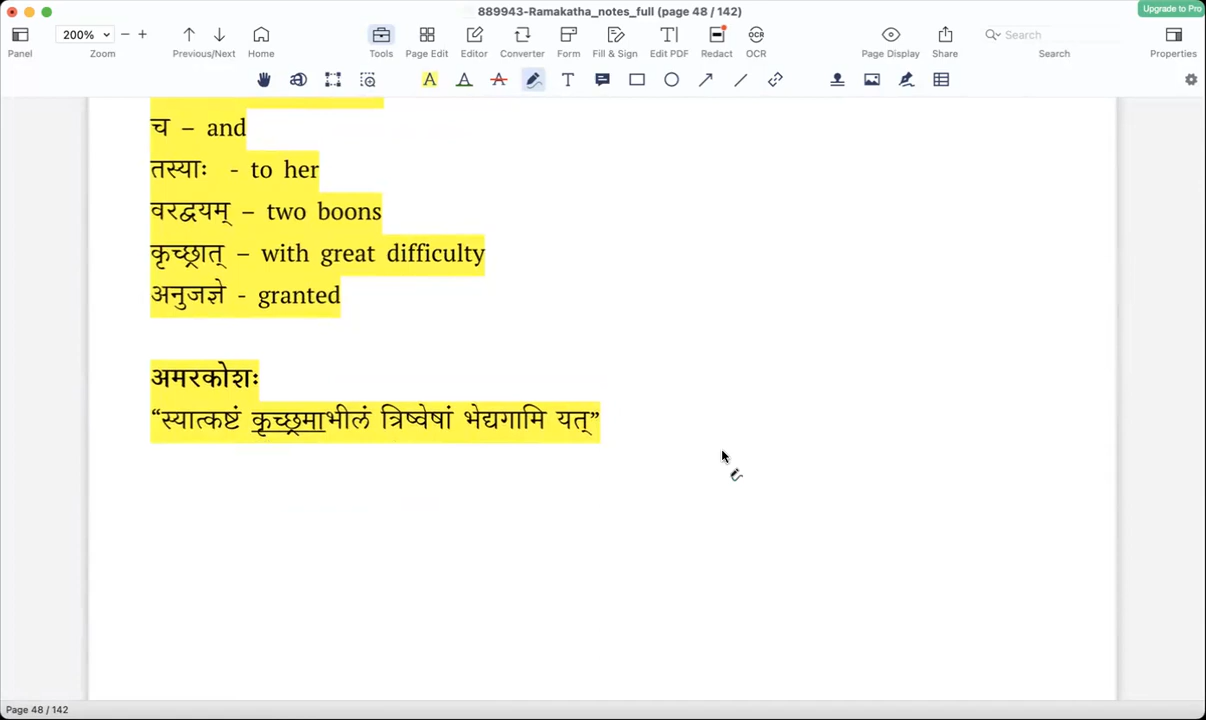 889943-Ramakatha_notes_full (page 48 / 142)
Upgrade to Pro
200%
Search
Panel
Zoom
Previous/Next
Home
Tools
Page Edit
Editor
Converter
Form
Fill & Sign
Edit PDF
Redact
OCR
Page Display
Share
Search
Properties
च – and
तस्याः - to her
वरद्वयम् – two boons
कृच्छ्रात् – with great difficulty
अनुजज्ञे - granted
अमरकोशः
“स्यात्कष्टं कृच्छ्रमाभीलं त्रिष्वेषां भेद्यगामि यत्”
Page 48 / 142